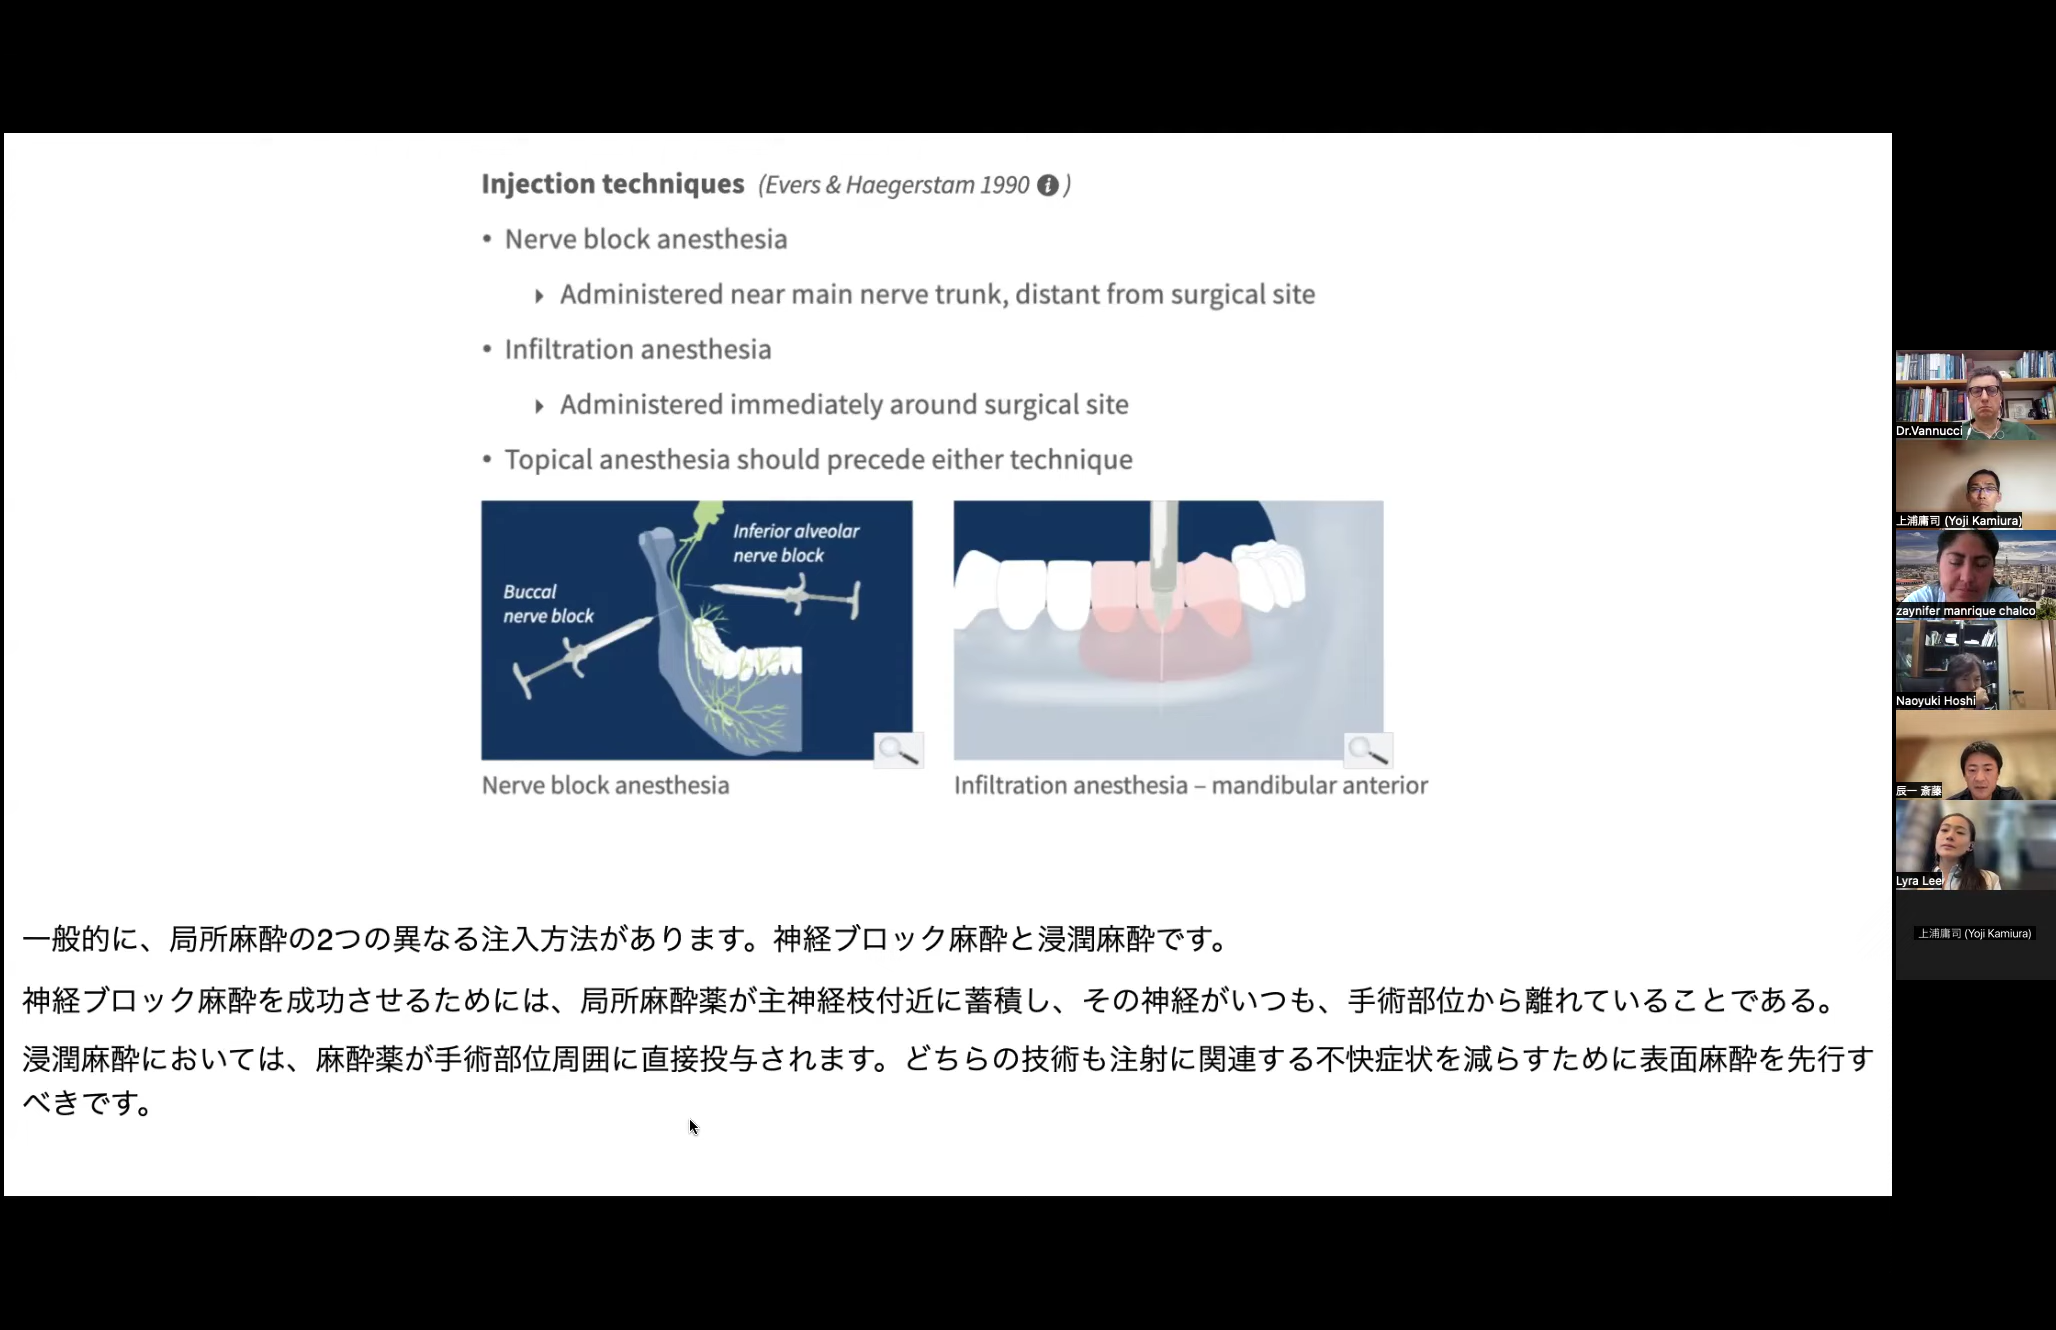 Injection techniques (Evers & Haegerstam 1990 i )
• Nerve block anesthesia
Administered near main nerve trunk, distant from surgical site
• Infiltration anesthesia
Administered immediately around surgical site
• Topical anesthesia should precede either technique
Inferior alveolar
nerve block
Buccal
nerve block
Nerve block anesthesia
Infiltration anesthesia – mandibular anterior
一般的に、局所麻酔の2つの異なる注入方法があります。神経ブロック麻酔と浸潤麻酔です。
神経ブロック麻酔を成功させるためには、局所麻酔薬が主神経枝付近に蓄積し、その神経がいつも、手術部位から離れていることである。
浸潤麻酔においては、麻酔薬が手術部位周囲に直接投与されます。どちらの技術も注射に関連する不快症状を減らすために表面麻酔を先行す
べきです。
Dr.Vannucci
上浦庸司 (Yoji Kamiura)
zaynifer manrique chalco
Naoyuki Hoshi
辰一 斎藤
Lyra Lee
上浦庸司 (Yoji Kamiura)